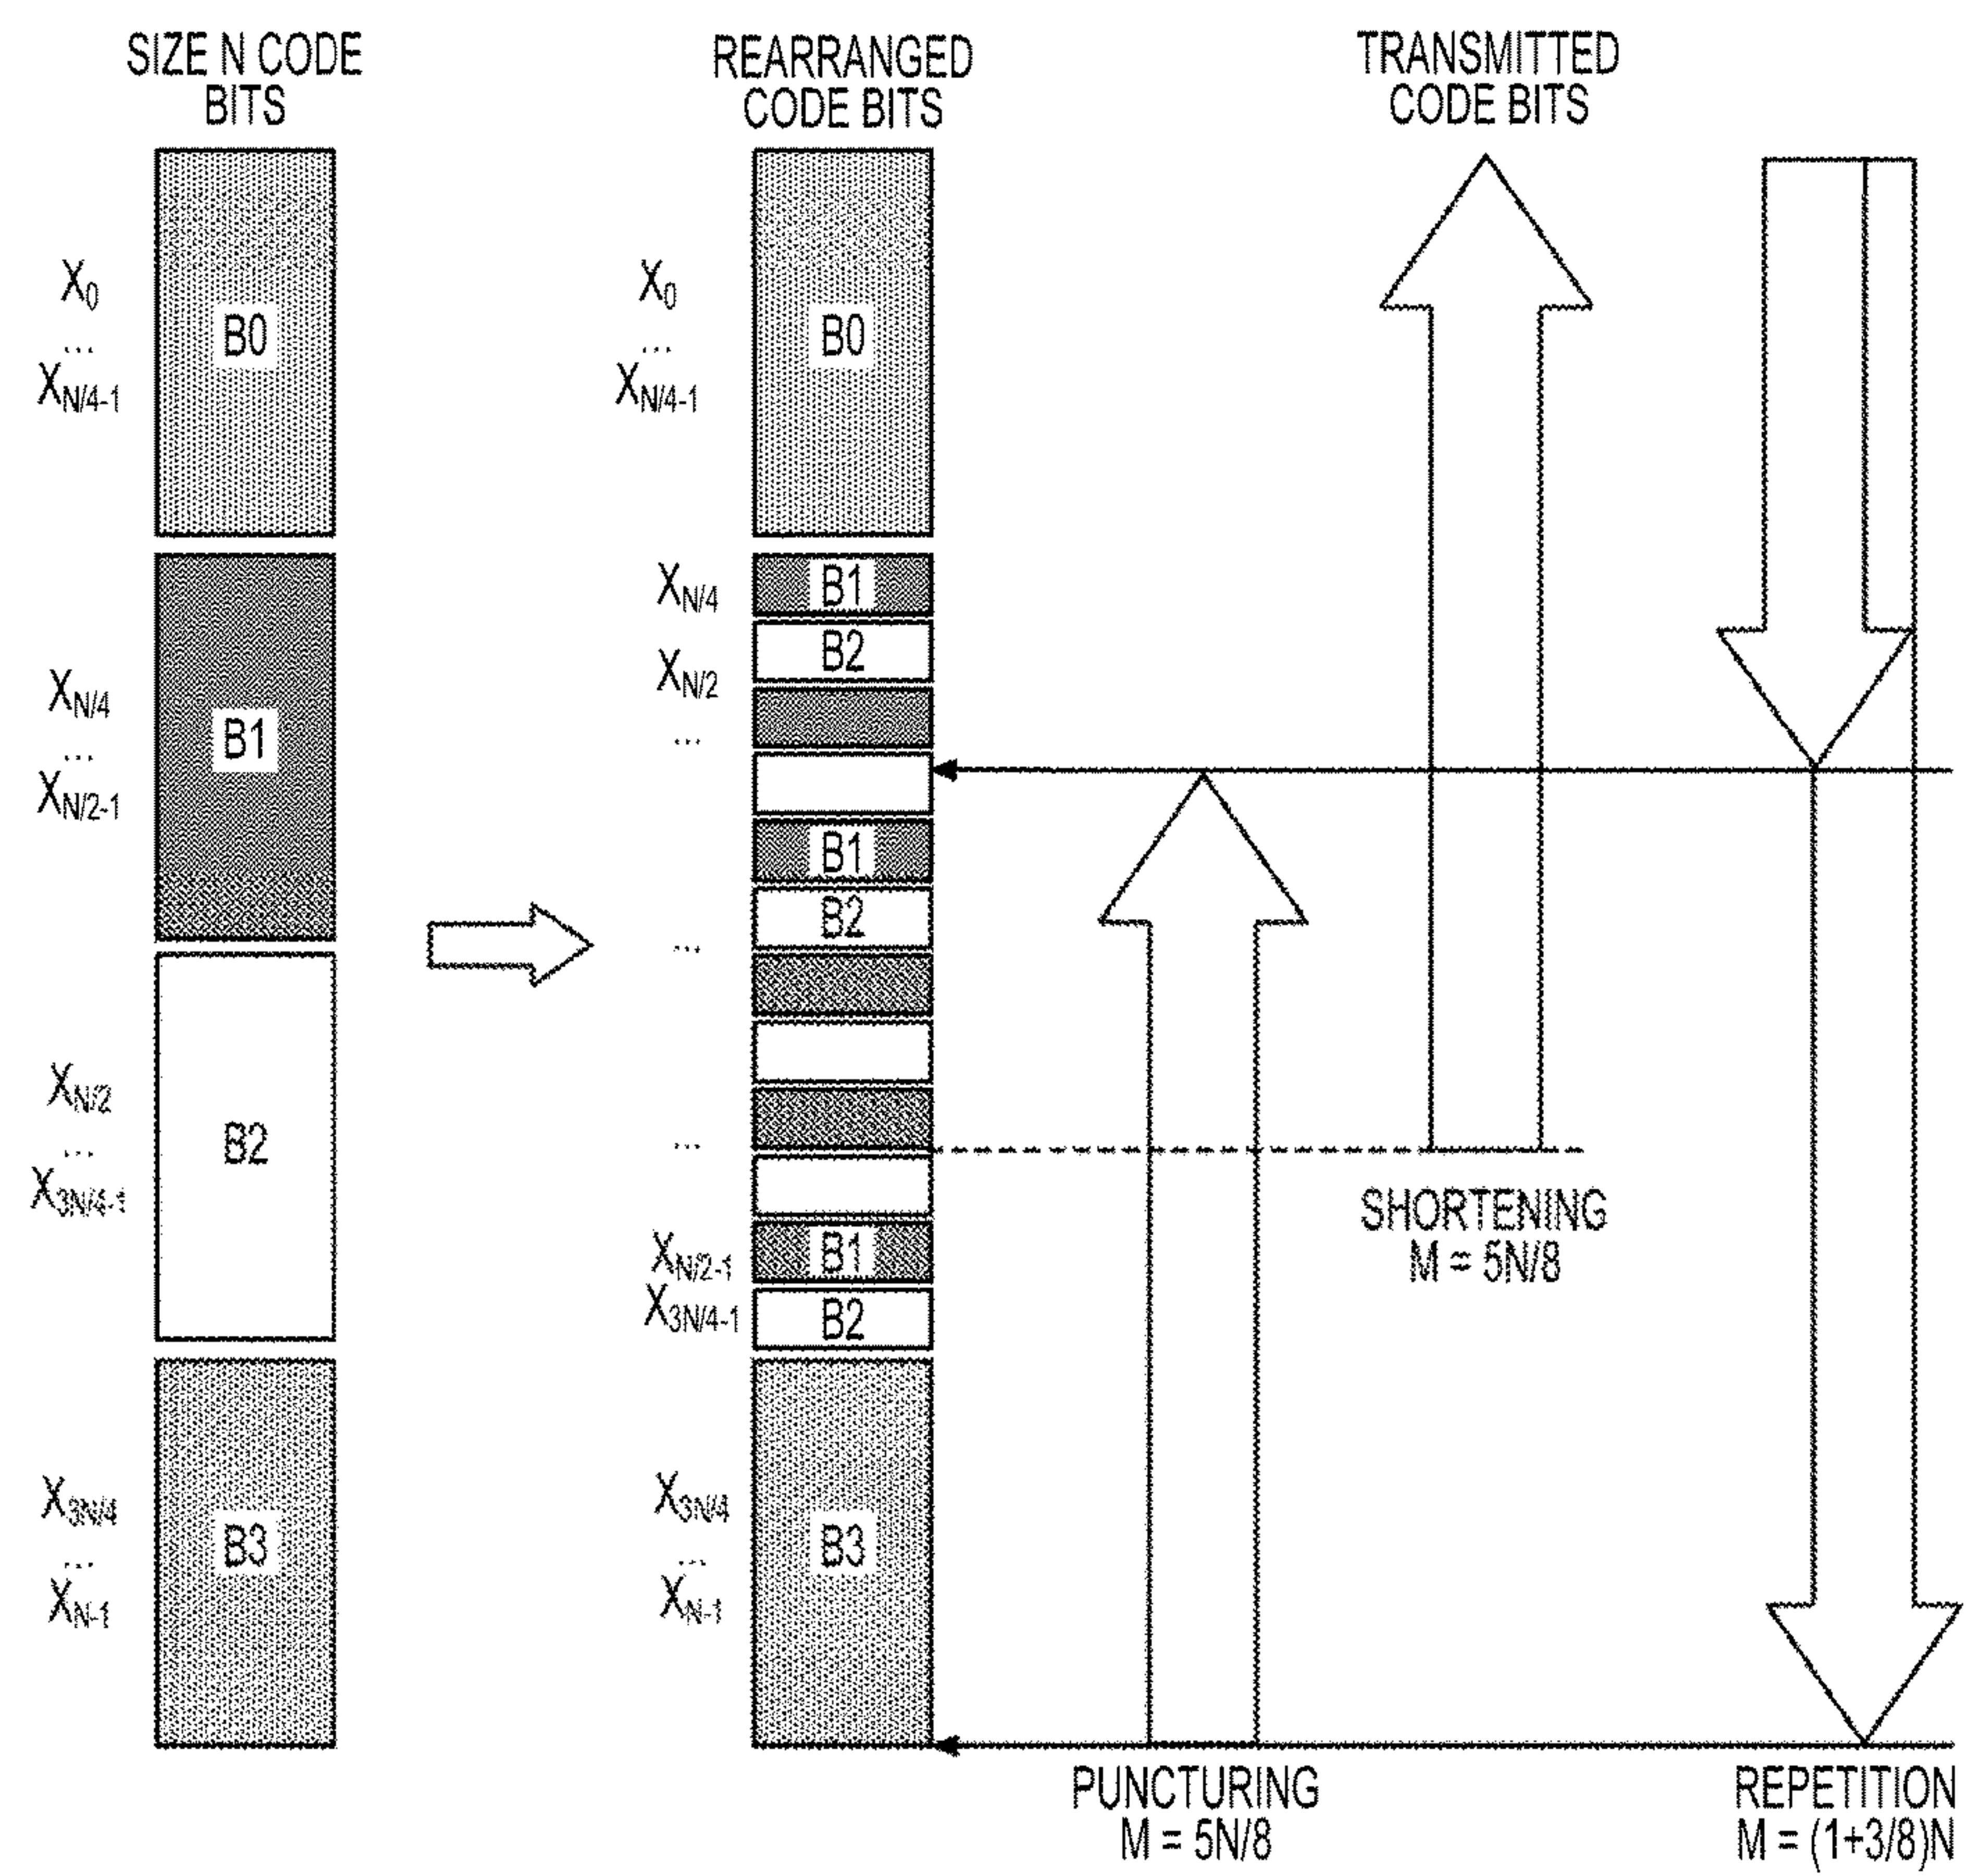 SIZE N CODE
BITS
REARRANGED
CODE BITS
TRANSMITTED
CODE BITS
X0
...
XN/4-1
B0
XN/4
...
XN/2-1
B1
XN/2
...
X3N/4-1
B2
X3N/4
...
XN-1
B3
X0
...
XN/4-1
B0
XN/4
B1
XN/2
B2
...
B1
...
B2
...
XN/2-1
B1
X3N/4-1
B2
X3N/4
...
XN-1
B3
SHORTENING
M = 5N/8
PUNCTURING
M = 5N/8
REPETITION
M = (1+3/8)N